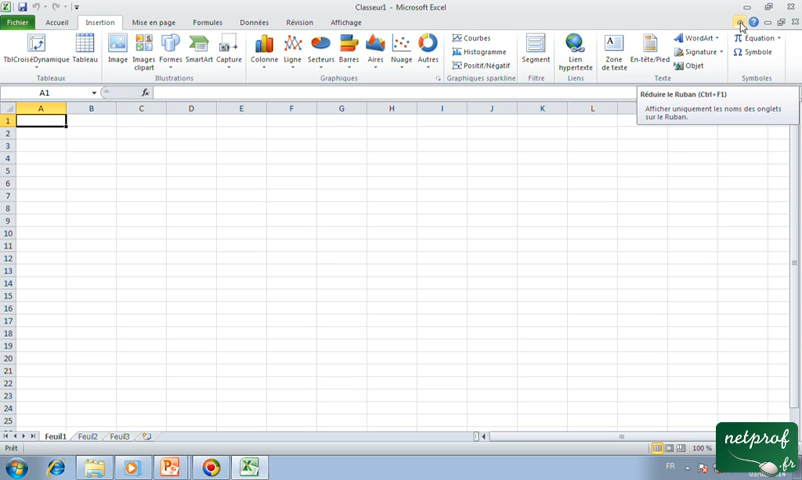 Classeur1 - Microsoft Excel
Fichier Accueil Insertion Mise en page Formules Données Révision Affichage
TblCroiséDynamique Tableau Image Images clipart Formes SmartArt Capture Colonne Ligne Barres Secteurs Aires Nuage Autres
Courbes
Histogramme
Positif/Négatif
Segment Lien hypertexte Zone de texte En-tête/Pied
WordArt
Signature
Objet
Équation
Symbole
Tableaux Illustrations Graphiques Graphiques sparkline Filtre Liens Texte Symboles
Réduire le Ruban (Ctrl+F1)
Afficher uniquement les noms des onglets
sur le Ruban.
A1 fx
A B C D E F G H I J K L
1
2
3
4
5
6
7
8
9
10
11
12
13
14
15
16
17
18
19
20
21
22
23
24
25
Feuil1 Feuil2 Feuil3
Prêt 100 %
FR
netprof
.fr